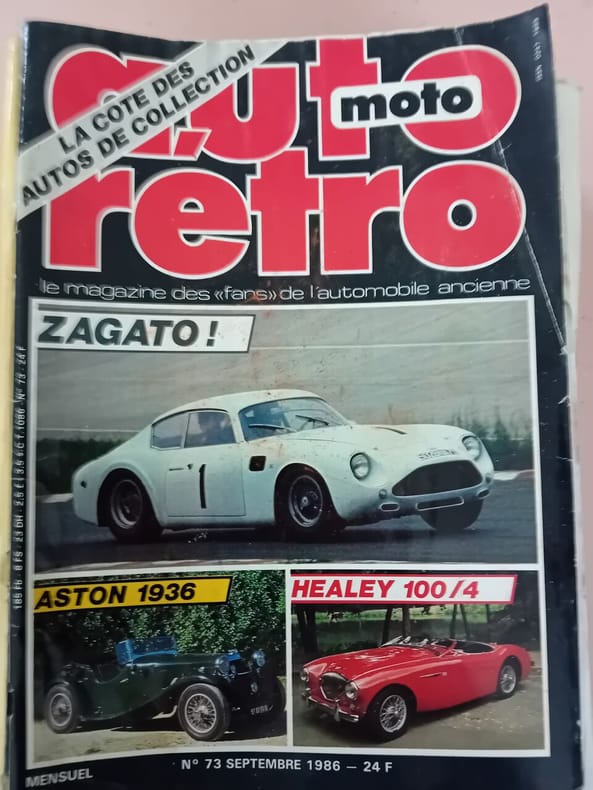 LA COTE DES
AUTOS DE COLLECTION
auto
moto
rétro
le magazine des «fans» de l'automobile ancienne
ZAGATO!
1
ASTON 1936
HEALEY 100/4
MENSUEL
N° 73 SEPTEMBRE 1986 — 24 F